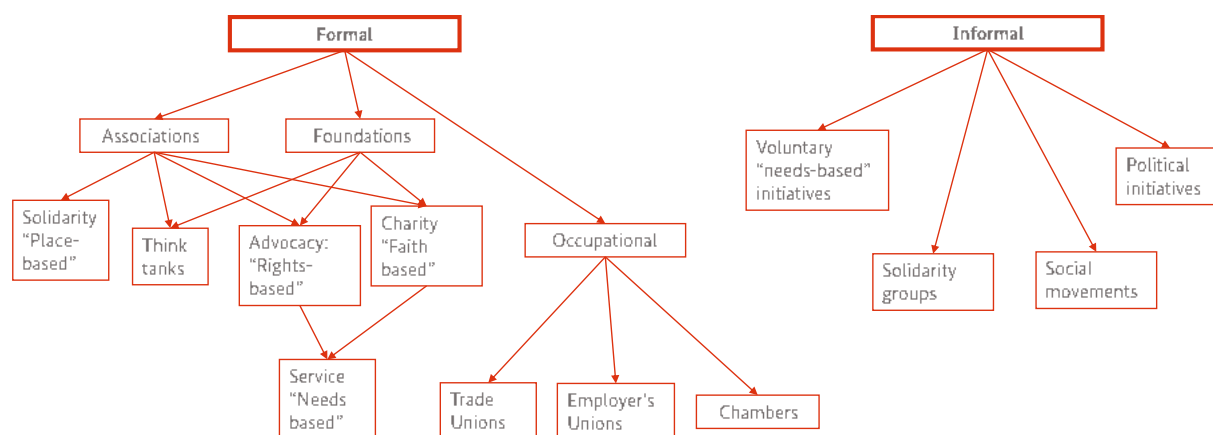 Formal
Informal
Associations
Foundations
Voluntary
“needs-based”
initiatives
Political
initiatives
Solidarity
“Place-
based”
Think
tanks
Advocacy:
“Rights-
based”
Charity
“Faith
based”
Occupational
Solidarity
groups
Social
movements
Service
“Needs
based”
Trade
Unions
Employer's
Unions
Chambers